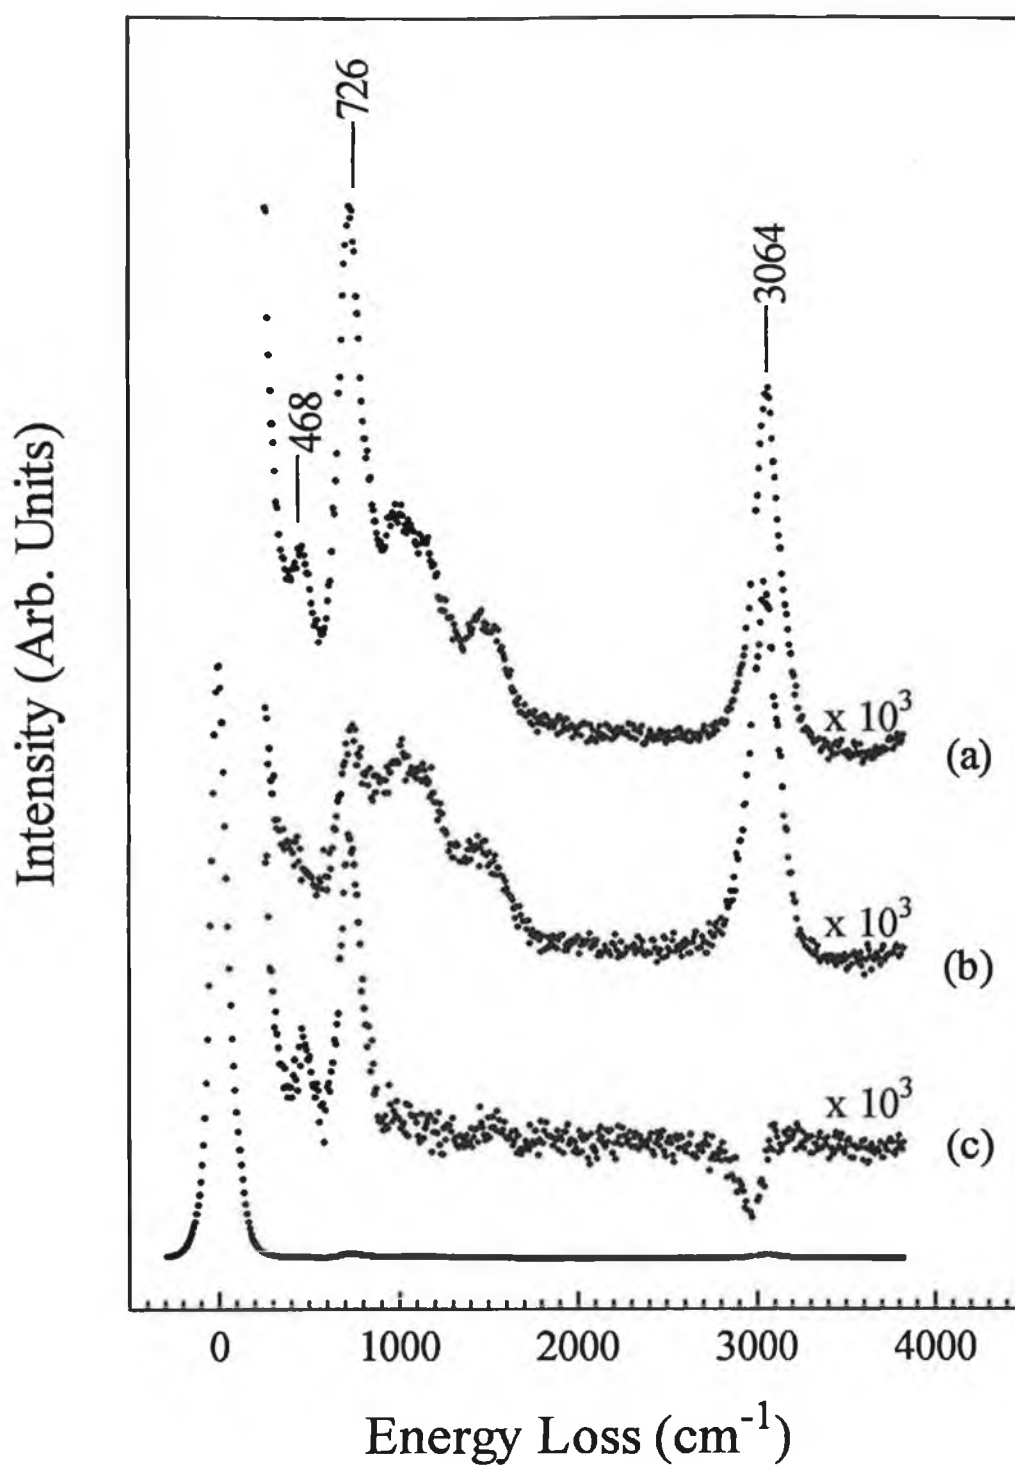 726
3064
468
x 10³
(a)
x 10³
(b)
x 10³
(c)
Intensity (Arb. Units)
0 1000 2000 3000 4000
Energy Loss (cm⁻¹)